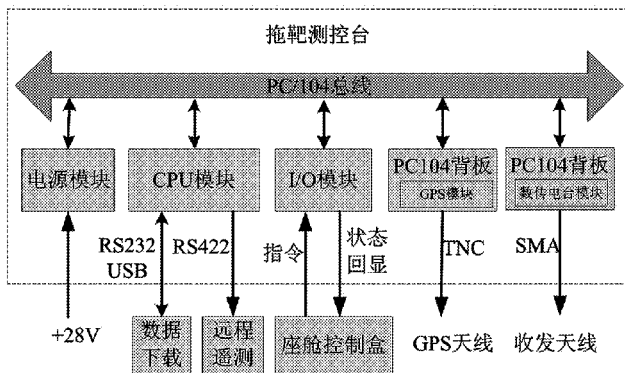 拖靶测控台
PC/104总线
电源模块
CPU模块
I/O模块
PC104背板
GPS模块
PC104背板
数传电台模块
RS232
USB
RS422
指令
状态
回显
TNC
SMA
+28V
数据
下载
远程
遥测
座舱控制盒
GPS天线
收发天线